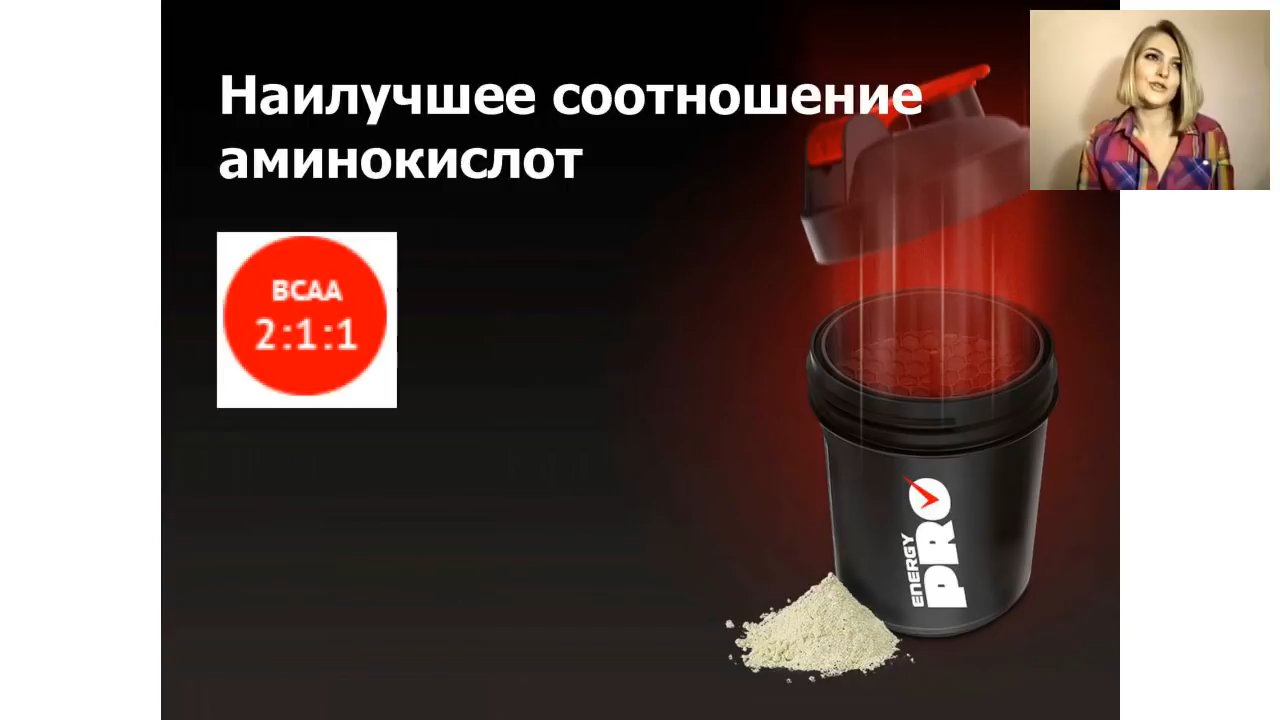 Наилучшее соотношение
аминокислот
BCAA
2:1:1
ENERGY
PRO